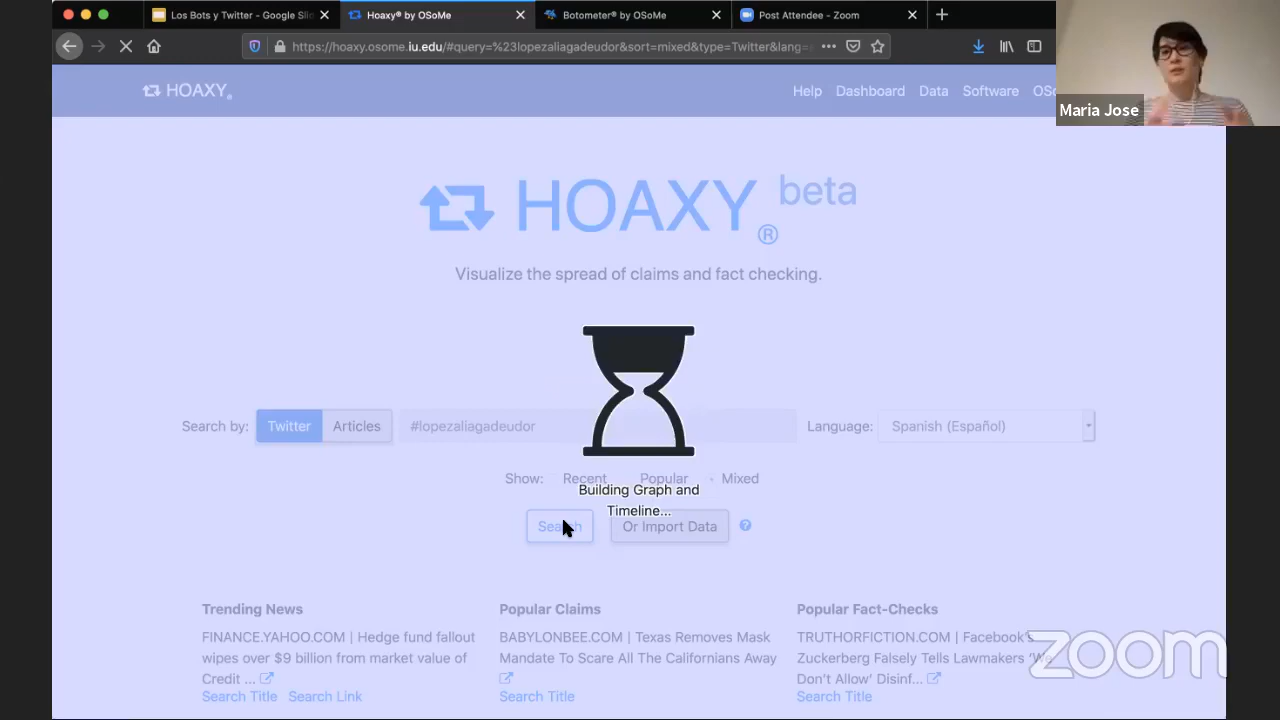 Los Bots y Twitter - Google Slid
Hoaxy® by OSoMe
Botometer® by OSoMe
Post Attendee - Zoom
https://hoaxy.osome.iu.edu/#query=%23lopezaliagadeudor&sort=mixed&type=Twitter&lang=
Maria Jose
HOAXY®
Help Dashboard Data Software OSo
HOAXY® beta
Visualize the spread of claims and fact checking.
Search by: Twitter Articles #lopezaliagadeudor Language: Spanish (Español)
Show: Recent Popular Mixed
Building Graph and
Timeline...
Search Or Import Data
Trending News
FINANCE.YAHOO.COM | Hedge fund fallout
wipes over $9 billion from market value of
Credit ...
Search Title Search Link
Popular Claims
BABYLONBEE.COM | Texas Removes Mask
Mandate To Scare All The Californians Away
Search Title
Popular Fact-Checks
TRUTHORFICTION.COM | Facebook's
Zuckerberg Falsely Tells Lawmakers 'We
Don't Allow' Disinf...
Search Title
zoom